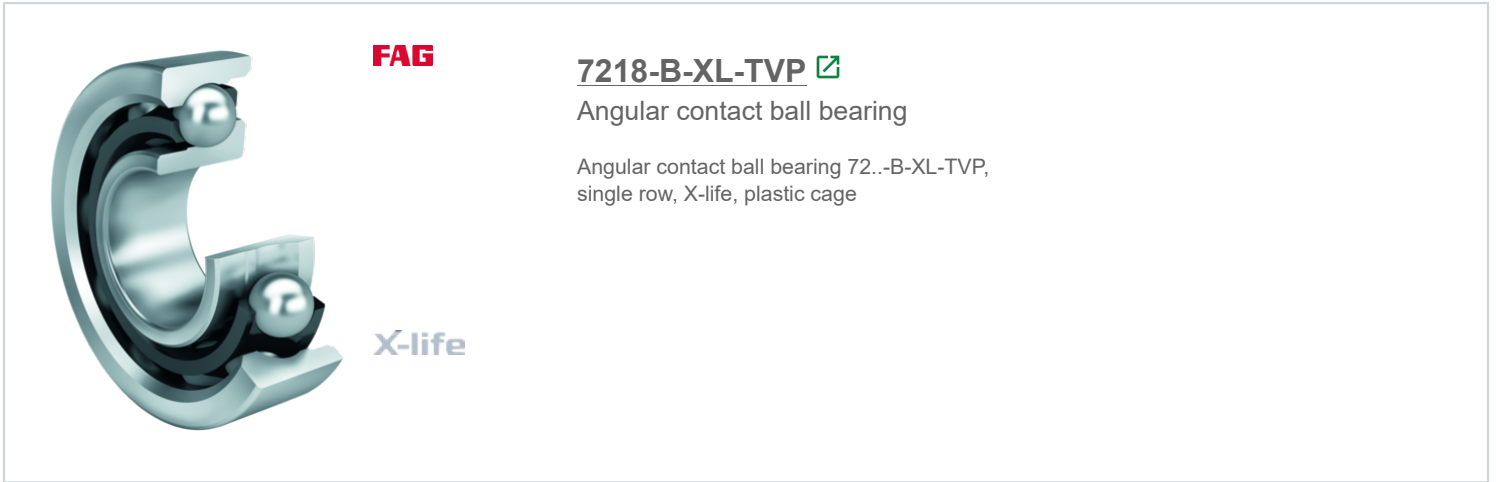 FAG
7218-B-XL-TVP
Angular contact ball bearing
Angular contact ball bearing 72..-B-XL-TVP,
single row, X-life, plastic cage
X-life